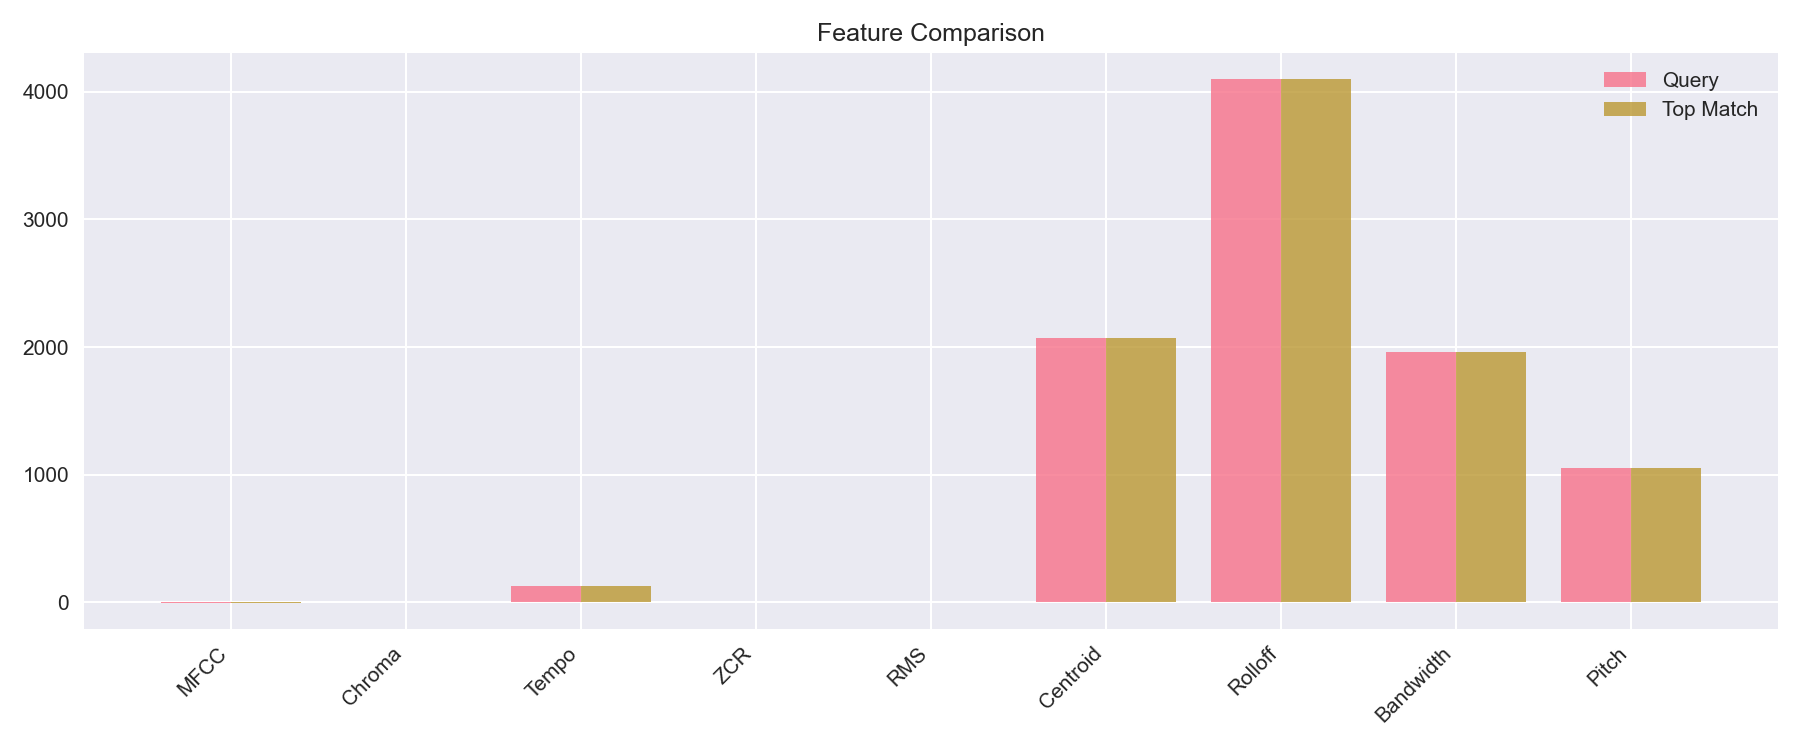 Feature Comparison
Query
Top Match
4000
3000
2000
1000
0
MFCC
Chroma
Tempo
ZCR
RMS
Centroid
Rolloff
Bandwidth
Pitch